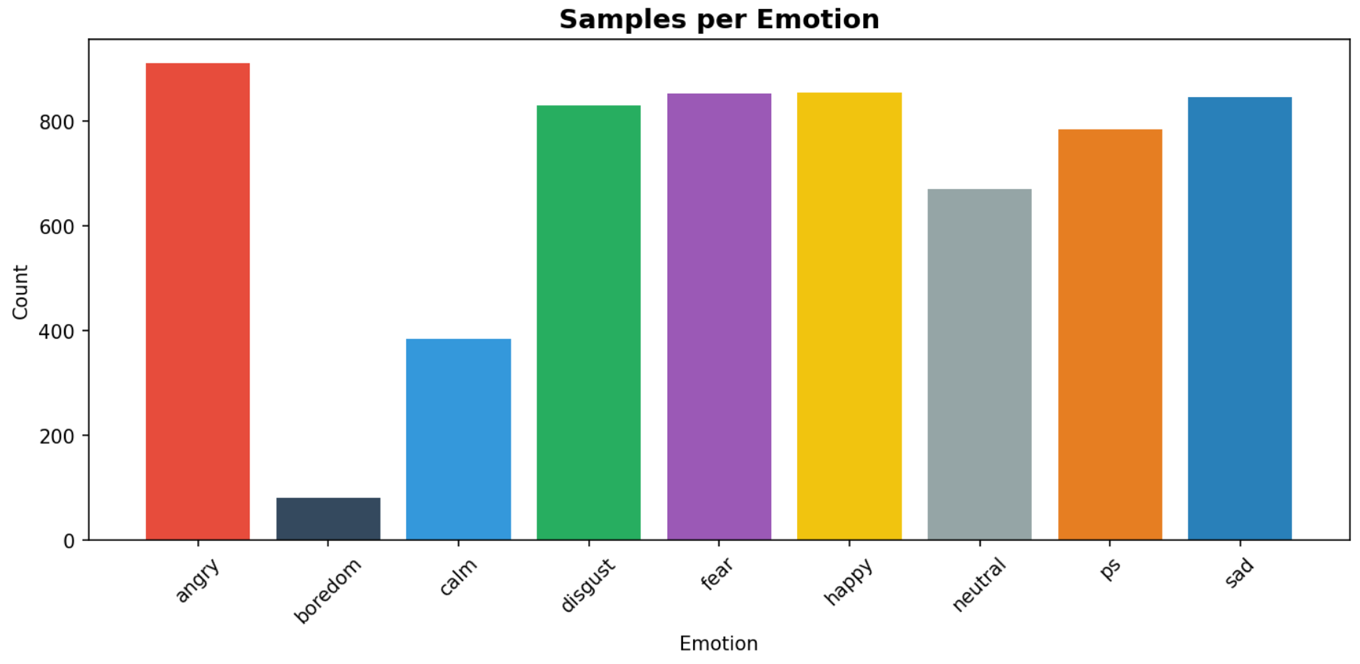 Samples per Emotion
Count
800
600
400
200
0
angry
boredom
calm
disgust
fear
happy
neutral
ps
sad
Emotion